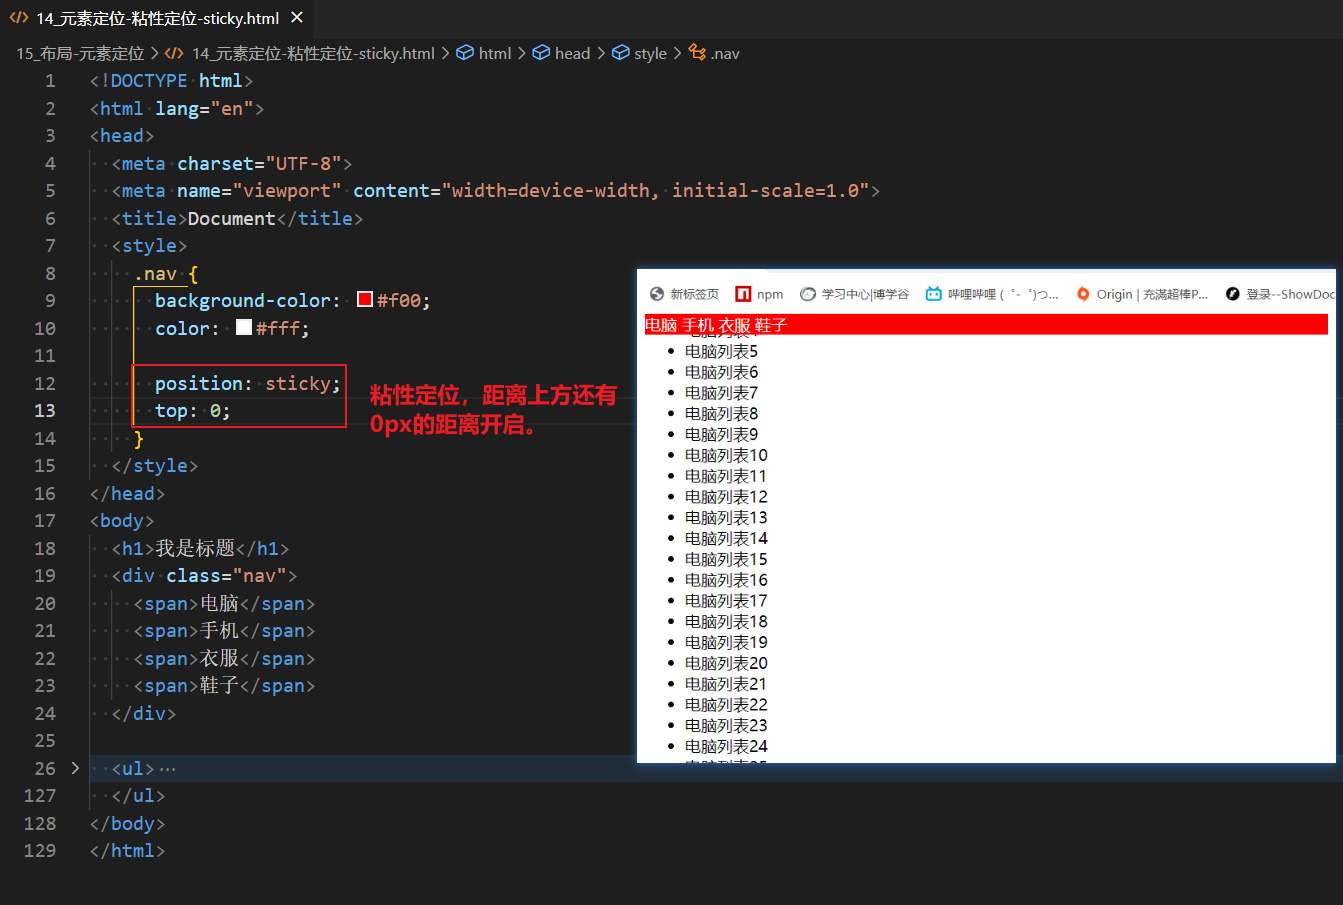 14_元素定位-粘性定位-sticky.html
15_布局-元素定位 > 14_元素定位-粘性定位-sticky.html > html > head > style > .nav
1 <!DOCTYPE html>
2 <html lang="en">
3 <head>
4 <meta charset="UTF-8">
5 <meta name="viewport" content="width=device-width, initial-scale=1.0">
6 <title>Document</title>
7 <style>
8 .nav {
9 background-color: #f00;
10 color: #fff;
11
12 position: sticky;
13 top: 0;
14 }
15 </style>
16 </head>
17 <body>
18 <h1>我是标题</h1>
19 <div class="nav">
20 <span>电脑</span>
21 <span>手机</span>
22 <span>衣服</span>
23 <span>鞋子</span>
24 </div>
25
26 <ul>…
127 </ul>
128 </body>
129 </html>
粘性定位，距离上方还有
0px的距离开启。
新标签页 npm 学习中心|博学谷 哔哩哔哩 (゜-゜)つ... Origin | 充满超棒P... 登录--ShowDoc
电脑 手机 衣服 鞋子
电脑列表5
电脑列表6
电脑列表7
电脑列表8
电脑列表9
电脑列表10
电脑列表11
电脑列表12
电脑列表13
电脑列表14
电脑列表15
电脑列表16
电脑列表17
电脑列表18
电脑列表19
电脑列表20
电脑列表21
电脑列表22
电脑列表23
电脑列表24